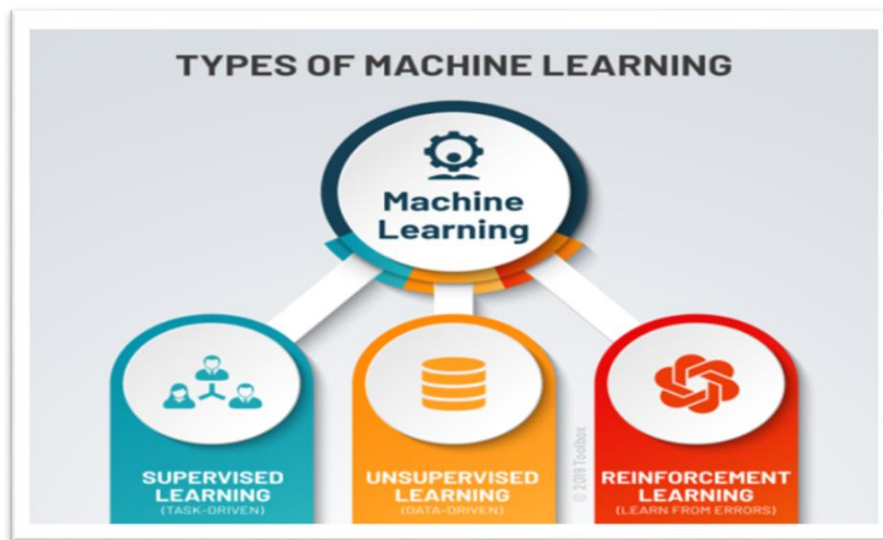 TYPES OF MACHINE LEARNING
Machine
Learning
SUPERVISED
LEARNING
(TASK-DRIVEN)
UNSUPERVISED
LEARNING
(DATA-DRIVEN)
© 2019 Toolbox
REINFORCEMENT
LEARNING
(LEARN FROM ERRORS)